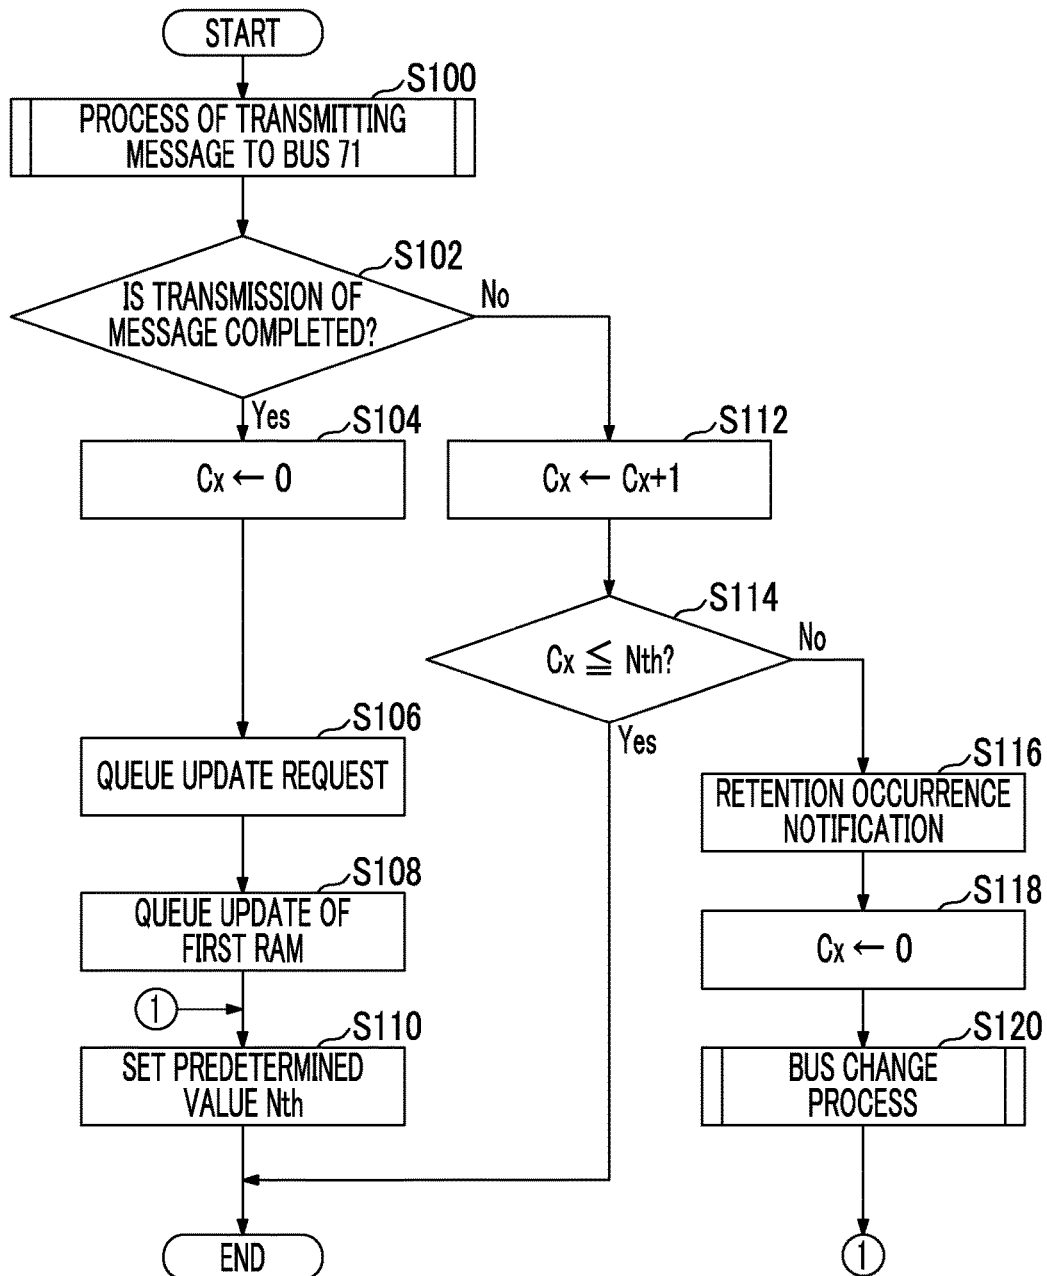 START
S100
PROCESS OF TRANSMITTING
MESSAGE TO BUS 71
S102
IS TRANSMISSION OF
MESSAGE COMPLETED?
No
Yes
S104
Cx ← 0
S112
Cx ← Cx+1
S114
Cx ≦ Nth?
No
Yes
S106
QUEUE UPDATE REQUEST
S116
RETENTION OCCURRENCE
NOTIFICATION
S108
QUEUE UPDATE OF
FIRST RAM
S118
Cx ← 0
1
S110
SET PREDETERMINED
VALUE Nth
S120
BUS CHANGE
PROCESS
END
1